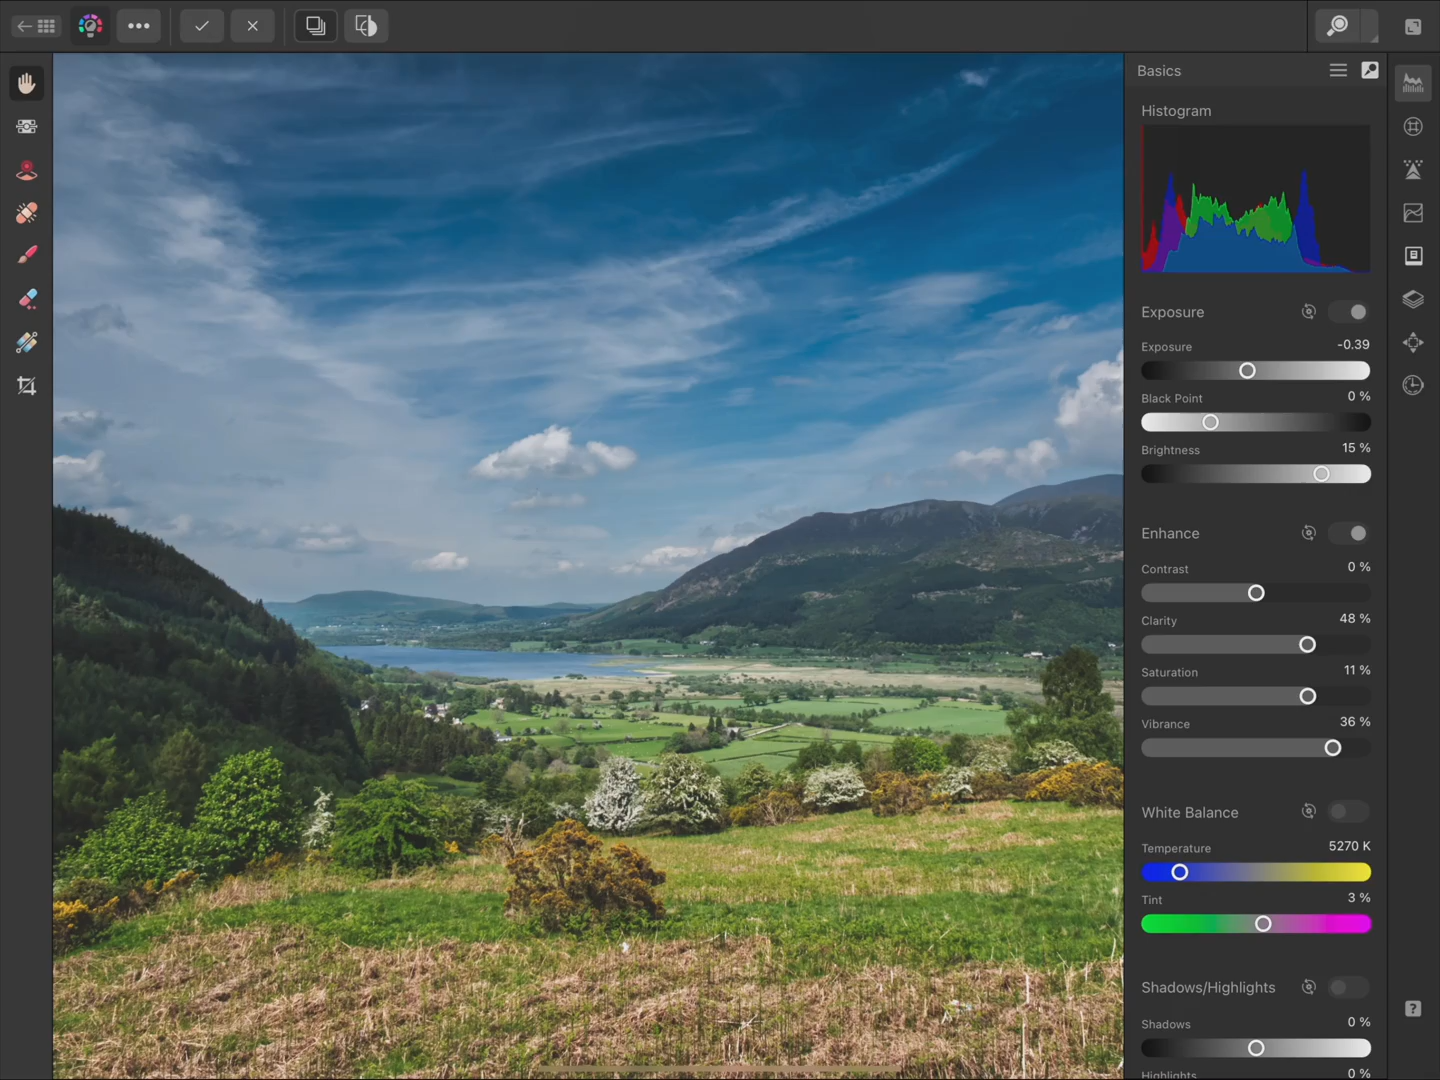 Basics
Histogram
Exposure
Exposure -0.39
Black Point 0 %
Brightness 15 %
Enhance
Contrast 0 %
Clarity 48 %
Saturation 11 %
Vibrance 36 %
White Balance
Temperature 5270 K
Tint 3 %
Shadows/Highlights
Shadows 0 %
Highlights 0 %
?